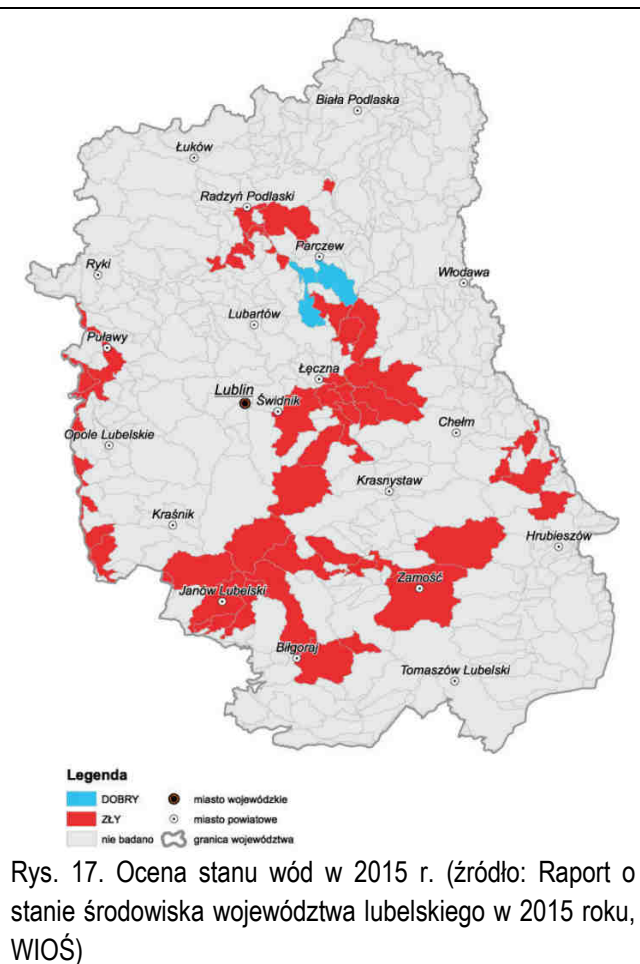 Biała Podlaska
Łuków
Radzyń Podlaski
Parczew
Ryki
Włodawa
Lubartów
Puławy
Łęczna
Lublin
Świdnik
Chełm
Opole Lubelskie
Krasnystaw
Kraśnik
Hrubieszów
Zamość
Janów Lubelski
Biłgoraj
Tomaszów Lubelski
Legenda
DOBRY miasto wojewódzkie
ZŁY miasto powiatowe
nie badano granica województwa
Rys. 17. Ocena stanu wód w 2015 r. (źródło: Raport o
stanie środowiska województwa lubelskiego w 2015 roku,
WIOŚ)